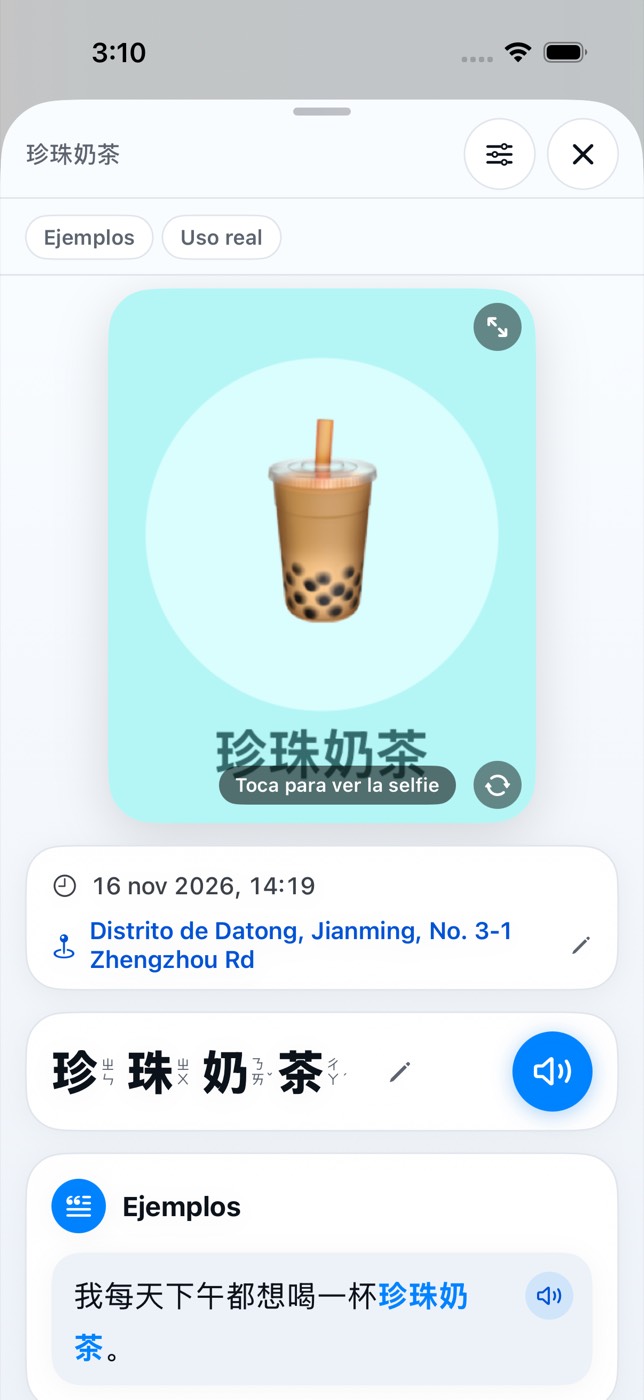 3:10
珍珠奶茶
Ejemplos
Uso real
珍珠奶茶
Toca para ver la selfie
16 nov 2026, 14:19
Distrito de Datong, Jianming, No. 3-1
Zhengzhou Rd
珍ㄓㄣ 珠ㄓㄨ 奶ㄋㄞˇ 茶ㄔㄚˊ
Ejemplos
我每天下午都想喝一杯珍珠奶
茶。